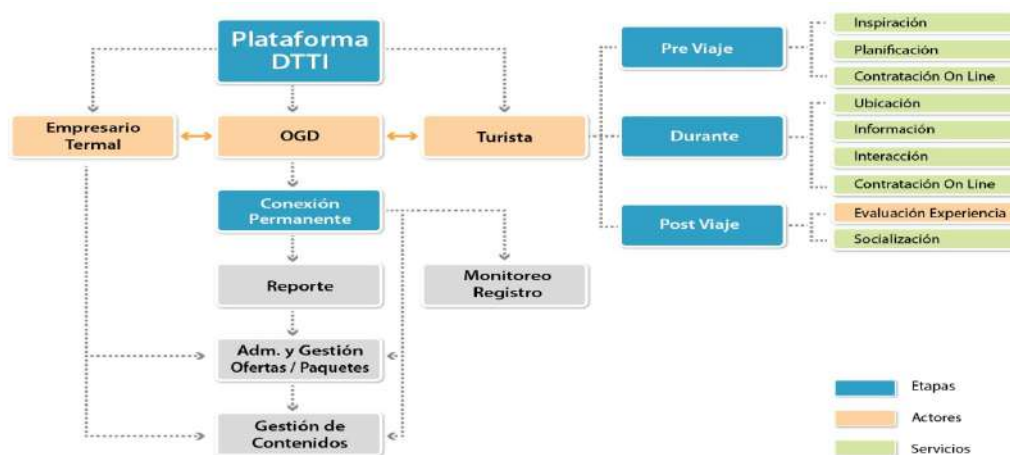 Plataforma
DTTI
Empresario
Termal
OGD
Turista
Conexión
Permanente
Reporte
Monitoreo
Registro
Adm. y Gestión
Ofertas / Paquetes
Gestión de
Contenidos
Pre Viaje
Inspiración
Planificación
Contratación On Line
Durante
Ubicación
Información
Interacción
Contratación On Line
Post Viaje
Evaluación Experiencia
Socialización
Etapas
Actores
Servicios